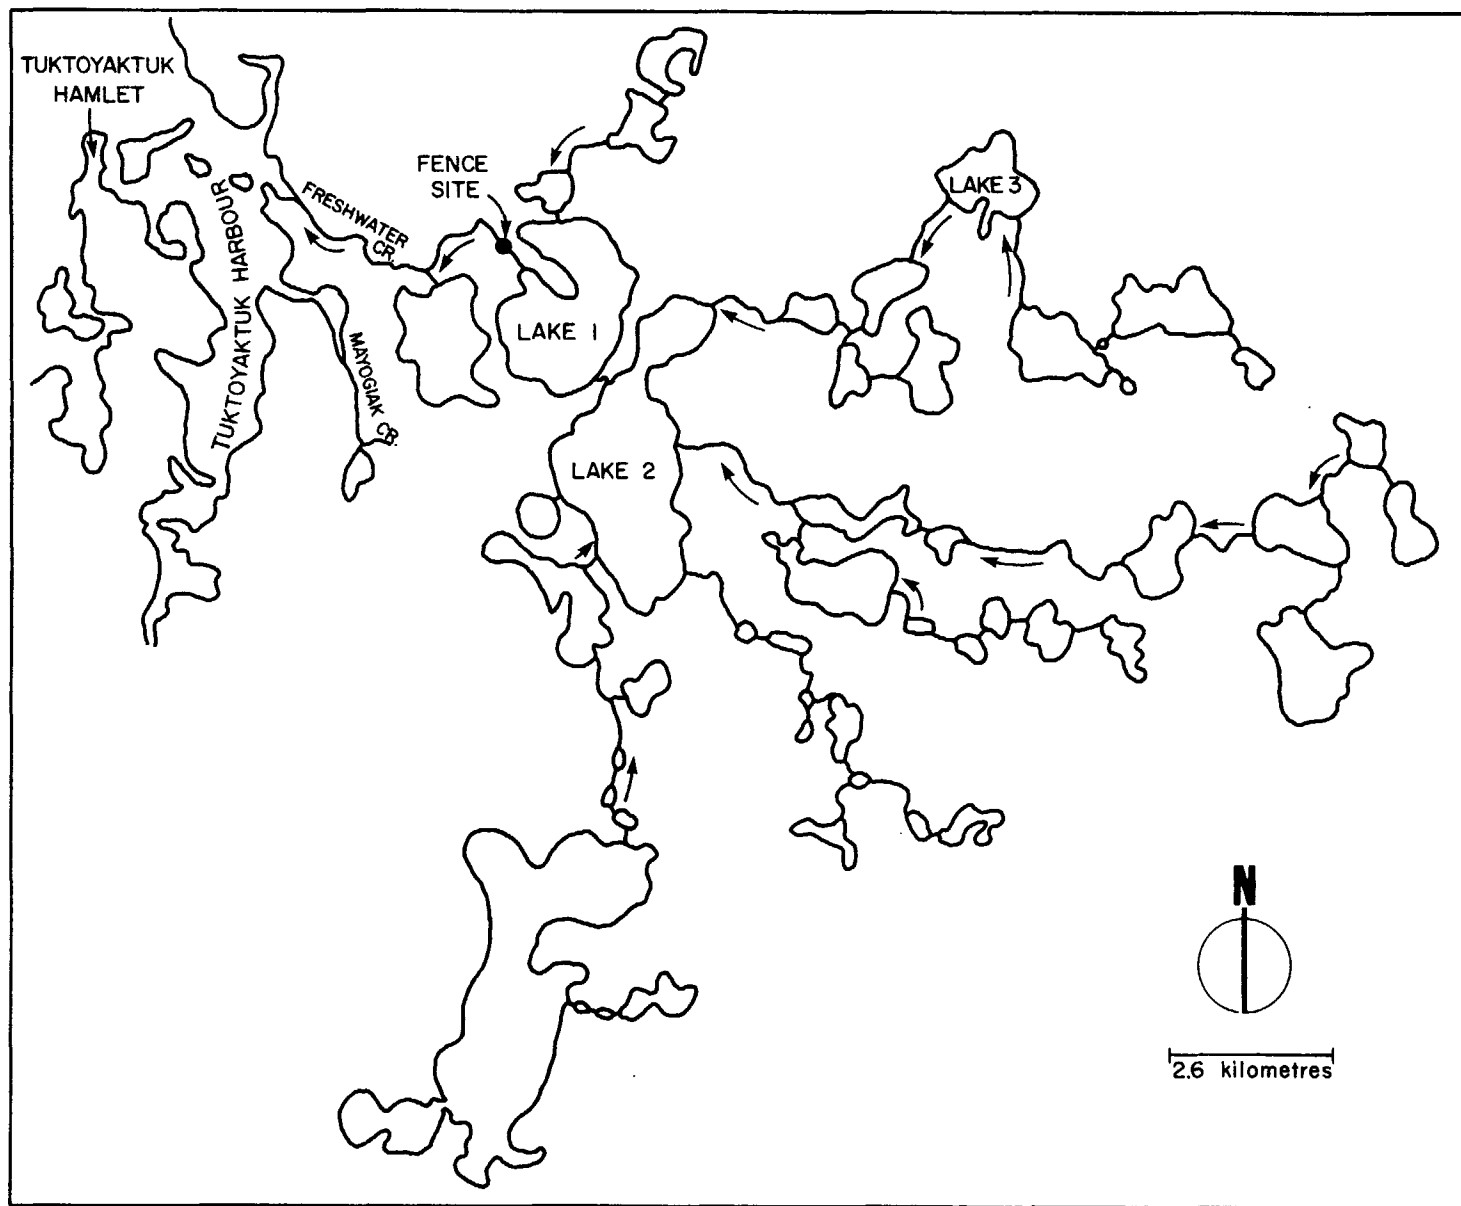 TUKTOYAKTUK
HAMLET
FENCE
SITE
LAKE 3
FRESHWATER
CR.
TUKTOYAKTUK HARBOUR
LAKE 1
MAYOGIAK CR.
LAKE 2
N
2.6 kilometres